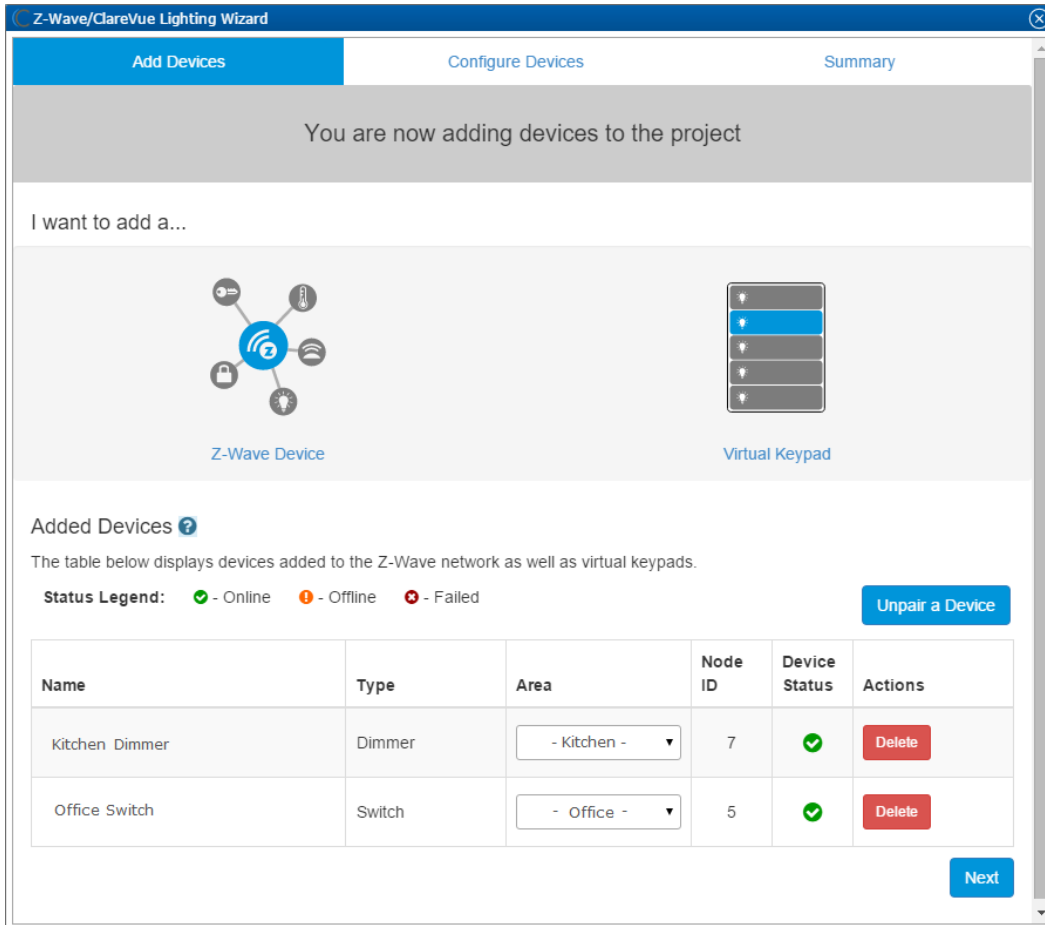 Z-Wave/ClareVue Lighting Wizard
Add Devices Configure Devices Summary
You are now adding devices to the project
I want to add a...
Z-Wave Device Virtual Keypad
Added Devices ?
The table below displays devices added to the Z-Wave network as well as virtual keypads.
Status Legend: - Online - Offline - Failed
Unpair a Device
Name Type Area Node ID Device Status Actions
Kitchen Dimmer Dimmer - Kitchen - 7 Delete
Office Switch Switch - Office - 5 Delete
Next